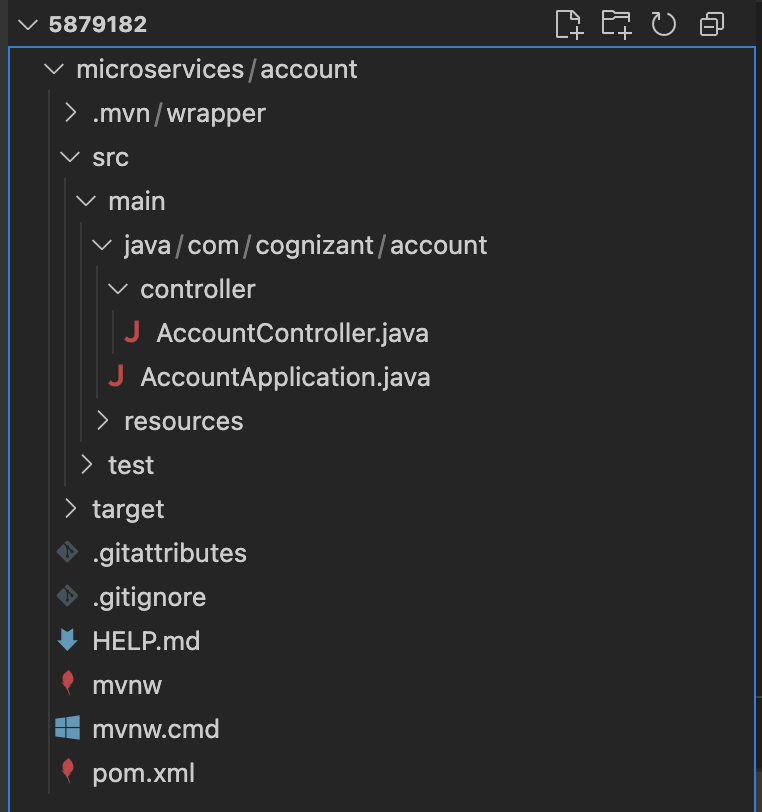 5879182
microservices/account
.mvn/wrapper
src
main
java/com/cognizant/account
controller
AccountController.java
AccountApplication.java
resources
test
target
.gitattributes
.gitignore
HELP.md
mvnw
mvnw.cmd
pom.xml